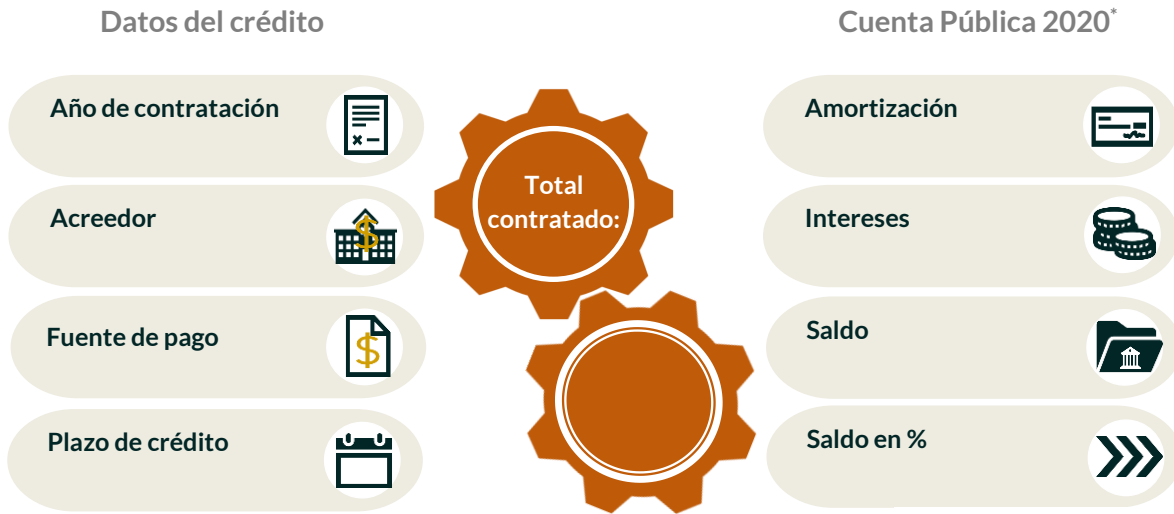 Datos del crédito
Año de contratación
Acreedor
Fuente de pago
Plazo de crédito
Total
contratado:
Cuenta Pública 2020*
Amortización
Intereses
Saldo
Saldo en %